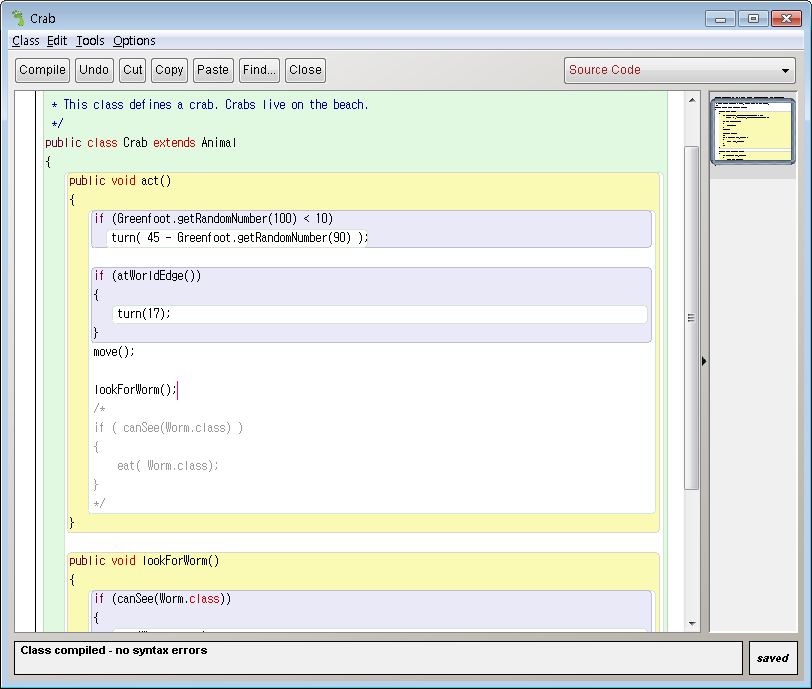 Crab
Class Edit Tools Options
Compile Undo Cut Copy Paste Find... Close Source Code
* This class defines a crab. Crabs live on the beach.
*/
public class Crab extends Animal
{
public void act()
{
if (Greenfoot.getRandomNumber(100) < 10)
turn( 45 - Greenfoot.getRandomNumber(90) );
if (atWorldEdge())
{
turn(17);
}
move();
lookForWorm();
/*
if ( canSee(Worm.class) )
{
eat( Worm.class);
}
*/
}
public void lookForWorm()
{
if (canSee(Worm.class))
{
Class compiled - no syntax errors
saved